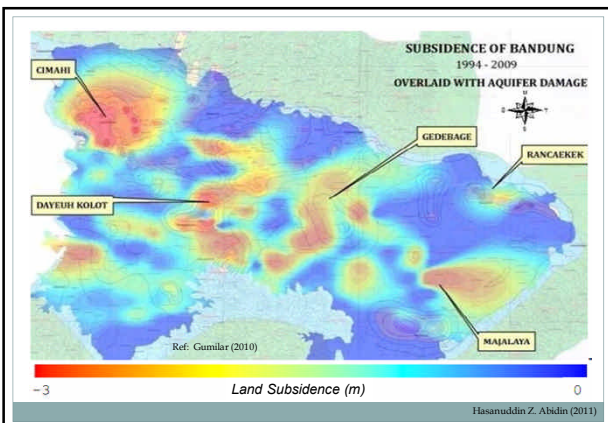 SUBSIDENCE OF BANDUNG
1994 - 2009
OVERLAID WITH AQUIFER DAMAGE
CIMAHI
GEDEBAGE
RANCAEKEK
DAYEUH KOLOT
MAJALAYA
Ref: Gumilar (2010)
-3
Land Subsidence (m)
0
Hasanuddin Z. Abidin (2011)